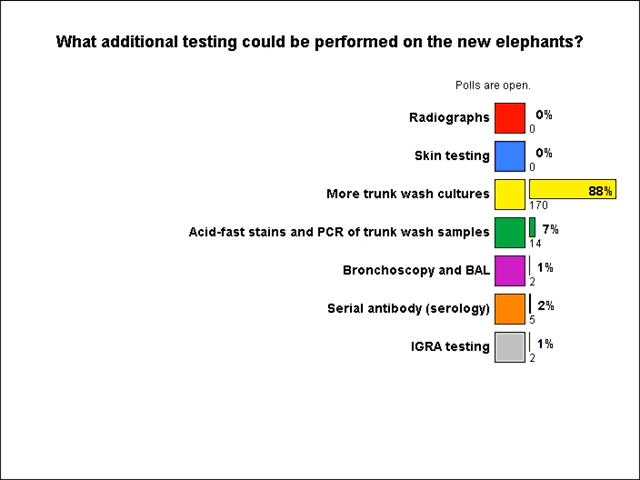 What additional testing could be performed on the new elephants?
Polls are open.
Radiographs 0%
0
Skin testing 0%
0
More trunk wash cultures 88%
170
Acid-fast stains and PCR of trunk wash samples 7%
14
Bronchoscopy and BAL 1%
2
Serial antibody (serology) 2%
5
IGRA testing 1%
2